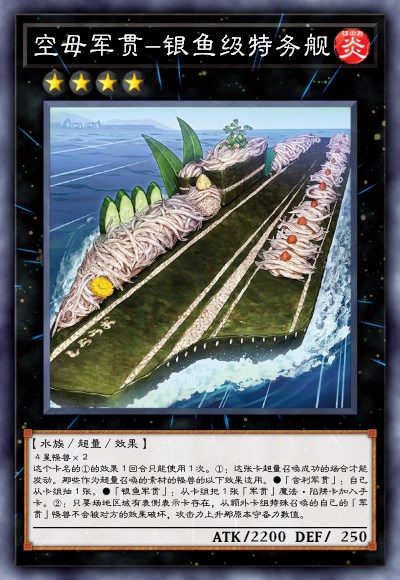 空母军贯-银鱼级特务舰
炎
ほのお
しらうお
【水族／超量／效果】
４星怪兽×２
这个卡名的①的效果１回合只能使用１次。①：这张卡超量召唤成功的场合才能
发动。那些作为超量召唤的素材的怪兽的以下效果适用。●「舍利军贯」：自己
从卡组抽１张。●「银鱼军贯」：从卡组把１张「军贯」魔法·陷阱卡加入手
卡。②：只要场地区域有表侧表示卡存在，从额外卡组特殊召唤的自己的「军
贯」怪兽不会被对方的效果破坏，攻击力上升那原本守备力数值。
ATK/2200 DEF/ 250